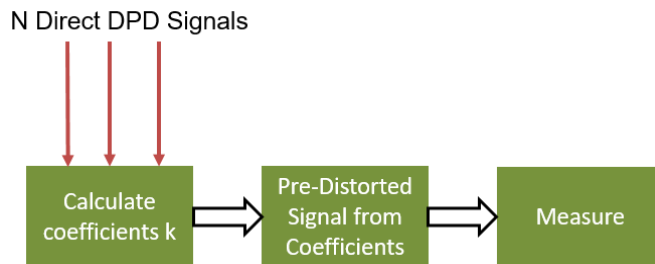 N Direct DPD Signals
Calculate
coefficients k
Pre-Distorted
Signal from
Coefficients
Measure